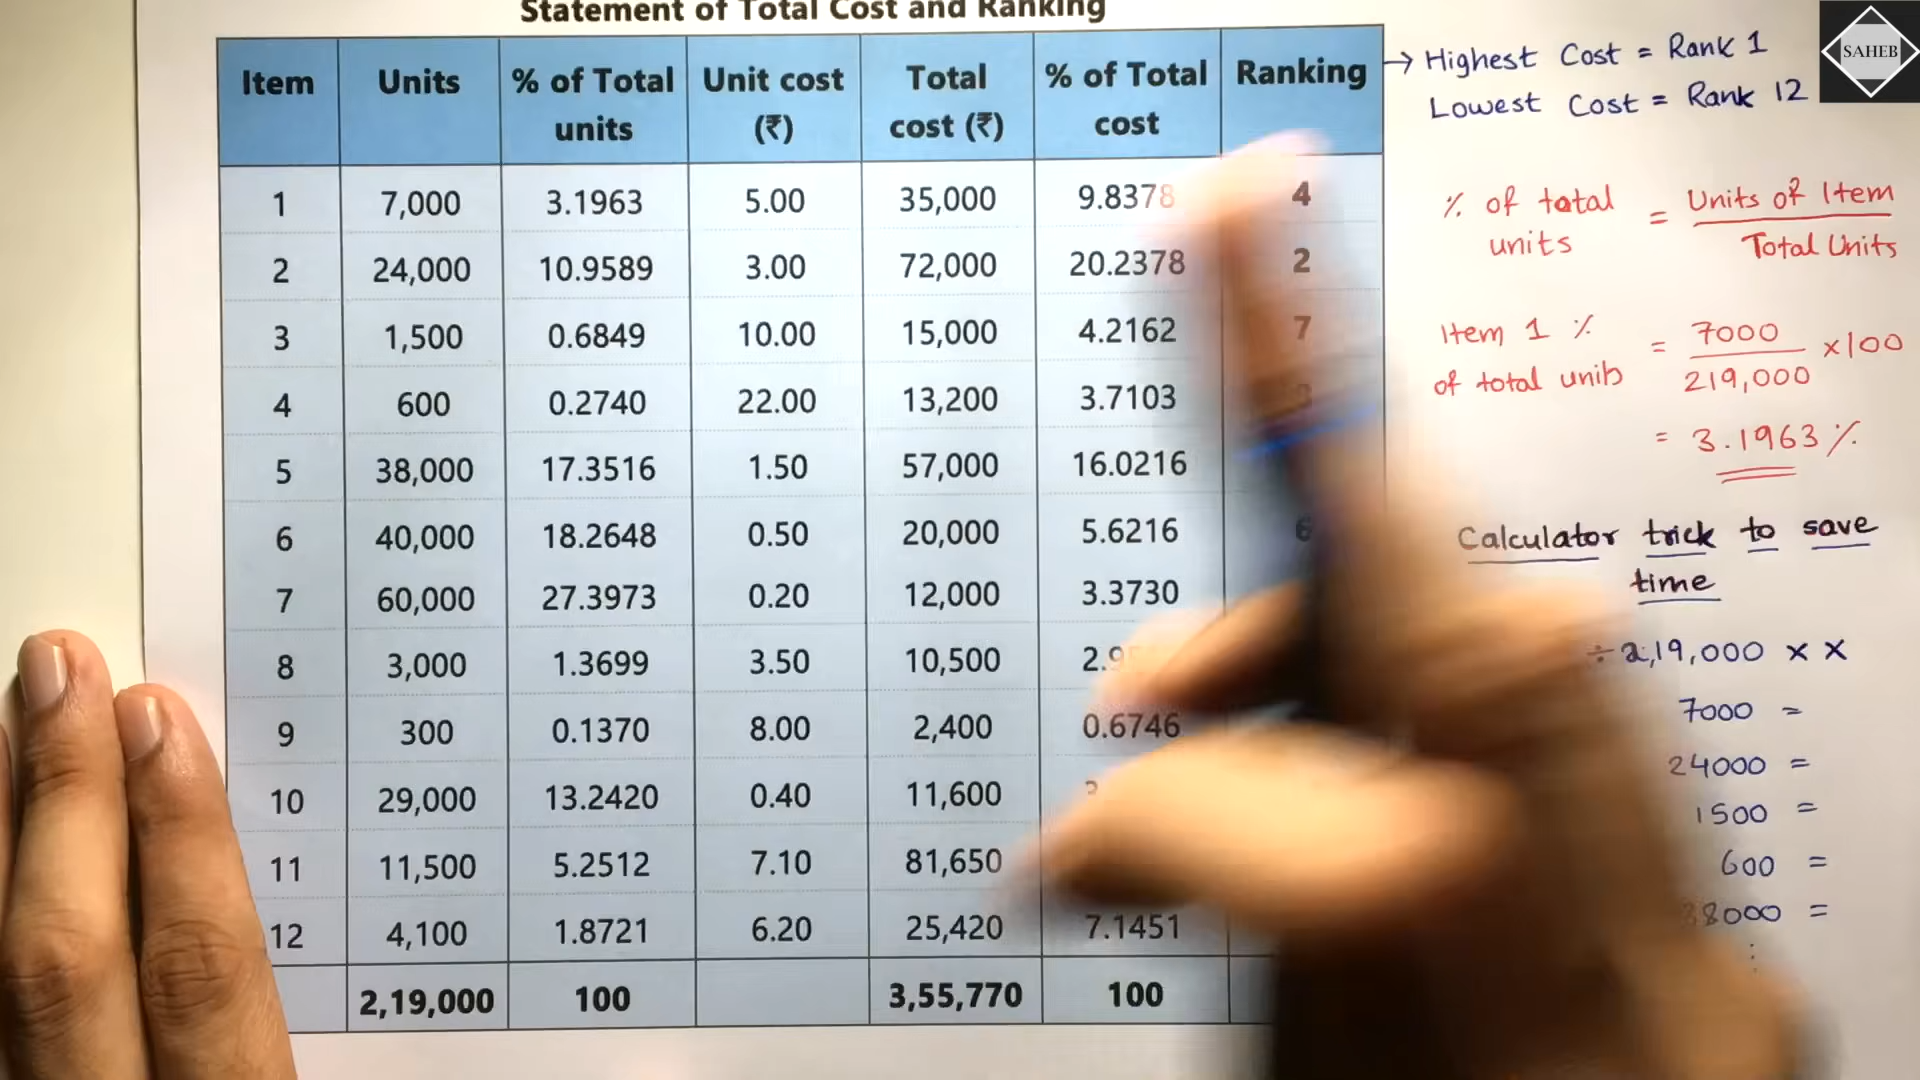 Statement of Total Cost and Ranking
Item Units % of Total units Unit cost (₹) Total cost (₹) % of Total cost Ranking
1 7,000 3.1963 5.00 35,000 9.8378 4
2 24,000 10.9589 3.00 72,000 20.2378 2
3 1,500 0.6849 10.00 15,000 4.2162 7
4 600 0.2740 22.00 13,200 3.7103
5 38,000 17.3516 1.50 57,000 16.0216
6 40,000 18.2648 0.50 20,000 5.6216 6
7 60,000 27.3973 0.20 12,000 3.3730
8 3,000 1.3699 3.50 10,500
9 300 0.1370 8.00 2,400 0.6746
10 29,000 13.2420 0.40 11,600
11 11,500 5.2512 7.10 81,650
12 4,100 1.8721 6.20 25,420 7.1451
2,19,000 100 3,55,770 100
→ Highest Cost = Rank 1
Lowest Cost = Rank 12
% of total units = Units of Item / Total Units
Item 1 % of total units = 7000 / 219,000 ×100
= 3.1963 %
Calculator trick to save time
÷ 2,19,000 × ×
7000 =
24000 =
1500 =
600 =
38000 =
SAHEB